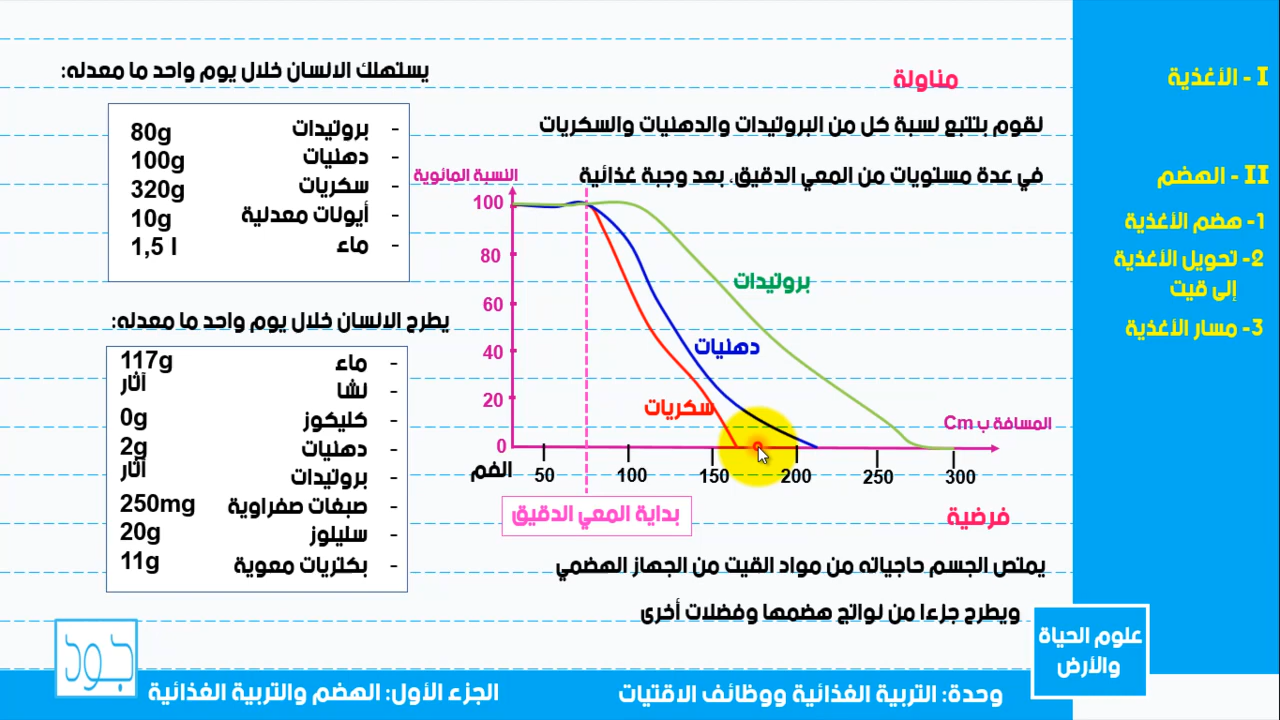 I - الأغذية
II - الهضم
1- هضم الأغذية
2- تحويل الأغذية
إلى قيت
3- مسار الأغذية
مناولة
نقوم بتتبع نسبة كل من البروتيدات والدهنيات والسكريات
في عدة مستويات من المعي الدقيق، بعد وجبة غذائية
النسبة المائوية
100
80
60
40
20
0
بروتيدات
دهنيات
سكريات
المسافة ب Cm
الفم
50
100
150
200
250
300
بداية المعي الدقيق
فرضية
يمتص الجسم حاجياته من مواد القيت من الجهاز الهضمي
ويطرح جزءا من نواتج هضمها وفضلات أخرى
يستهلك الانسان خلال يوم واحد ما معدله:
- بروتيدات 80g
- دهنيات 100g
- سكريات 320g
- أيونات معدلية 10g
- ماء 1,5 l
يطرح الانسان خلال يوم واحد ما معدله:
- ماء 117g
- نشا آثار
- كليكوز 0g
- دهنيات 2g
- بروتيدات آثار
- صبغات صفراوية 250mg
- سليلوز 20g
- بكتريات معوية 11g
علوم الحياة
والأرض
وحدة: التربية الغذائية ووظائف الاقتيات
الجزء الأول: الهضم والتربية الغذائية
جود